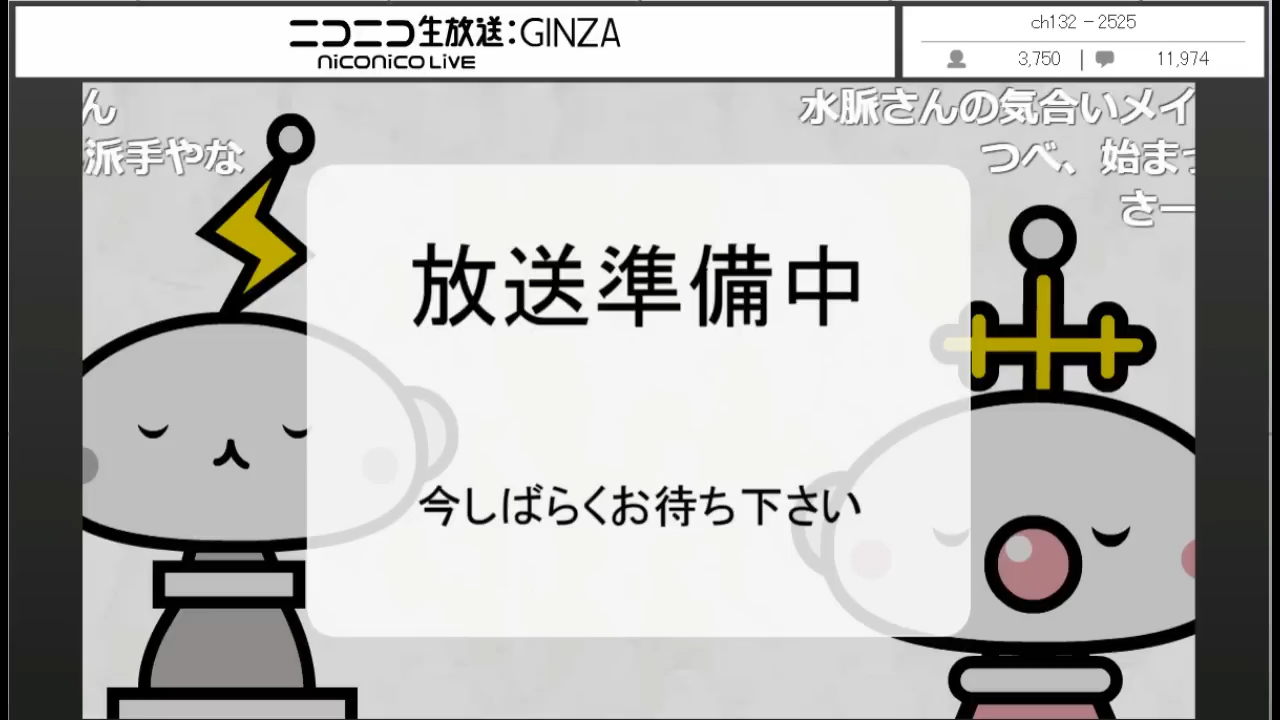 ニコニコ生放送:GINZA
niconico Live
ch132 - 2525
3,750 | 11,974
ん
水脈さんの気合いメイ
派手やな
つべ、始まっ
さー
放送準備中
今しばらくお待ち下さい